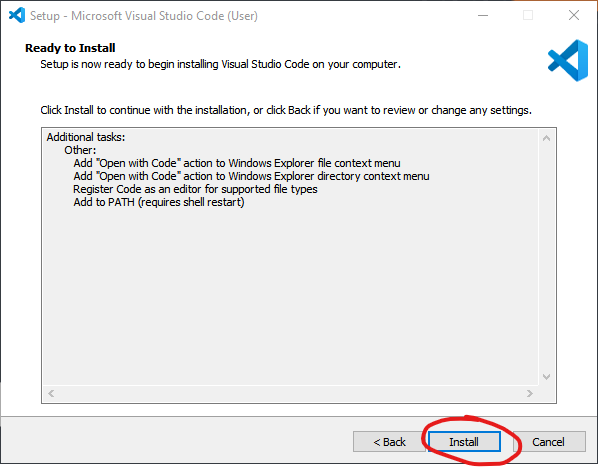 Setup - Microsoft Visual Studio Code (User)
Ready to Install
Setup is now ready to begin installing Visual Studio Code on your computer.
Click Install to continue with the installation, or click Back if you want to review or change any settings.
Additional tasks:
Other:
Add "Open with Code" action to Windows Explorer file context menu
Add "Open with Code" action to Windows Explorer directory context menu
Register Code as an editor for supported file types
Add to PATH (requires shell restart)
< Back Install Cancel